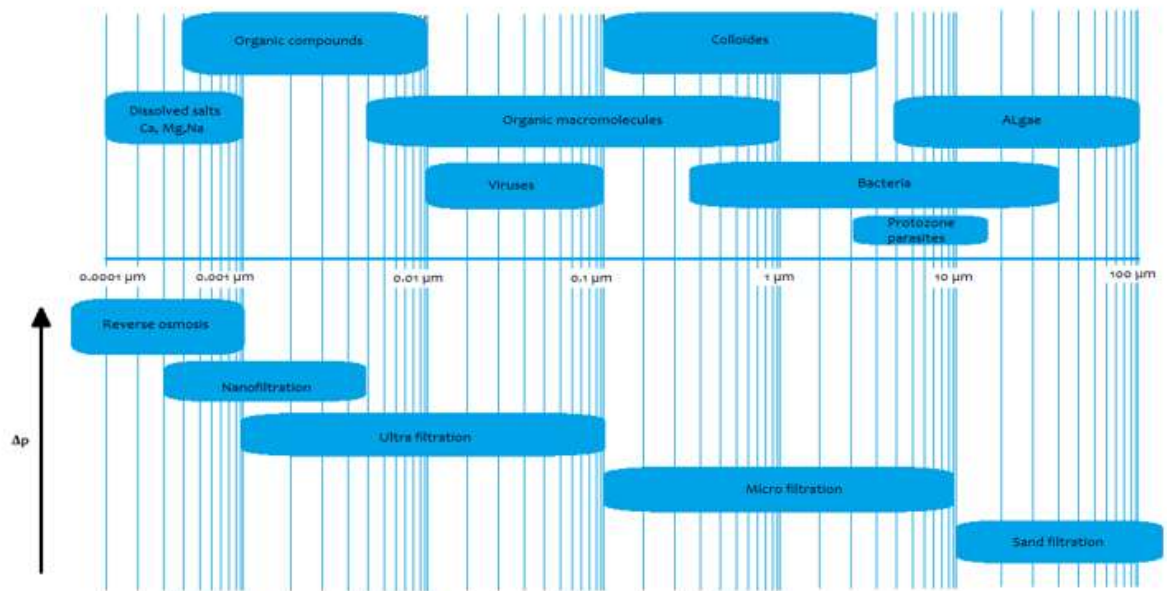 Organic compounds
Colloides
Dissolved salts
Ca, Mg,Na
Organic macromolecules
ALgae
Viruses
Bacteria
Protozone
parasites
0.0001 µm
0.001 µm
0.01 µm
0.1 µm
1 µm
10 µm
100 µm
Reverse osmosis
Nanofiltration
Δp
Ultra filtration
Micro filtration
Sand filtration